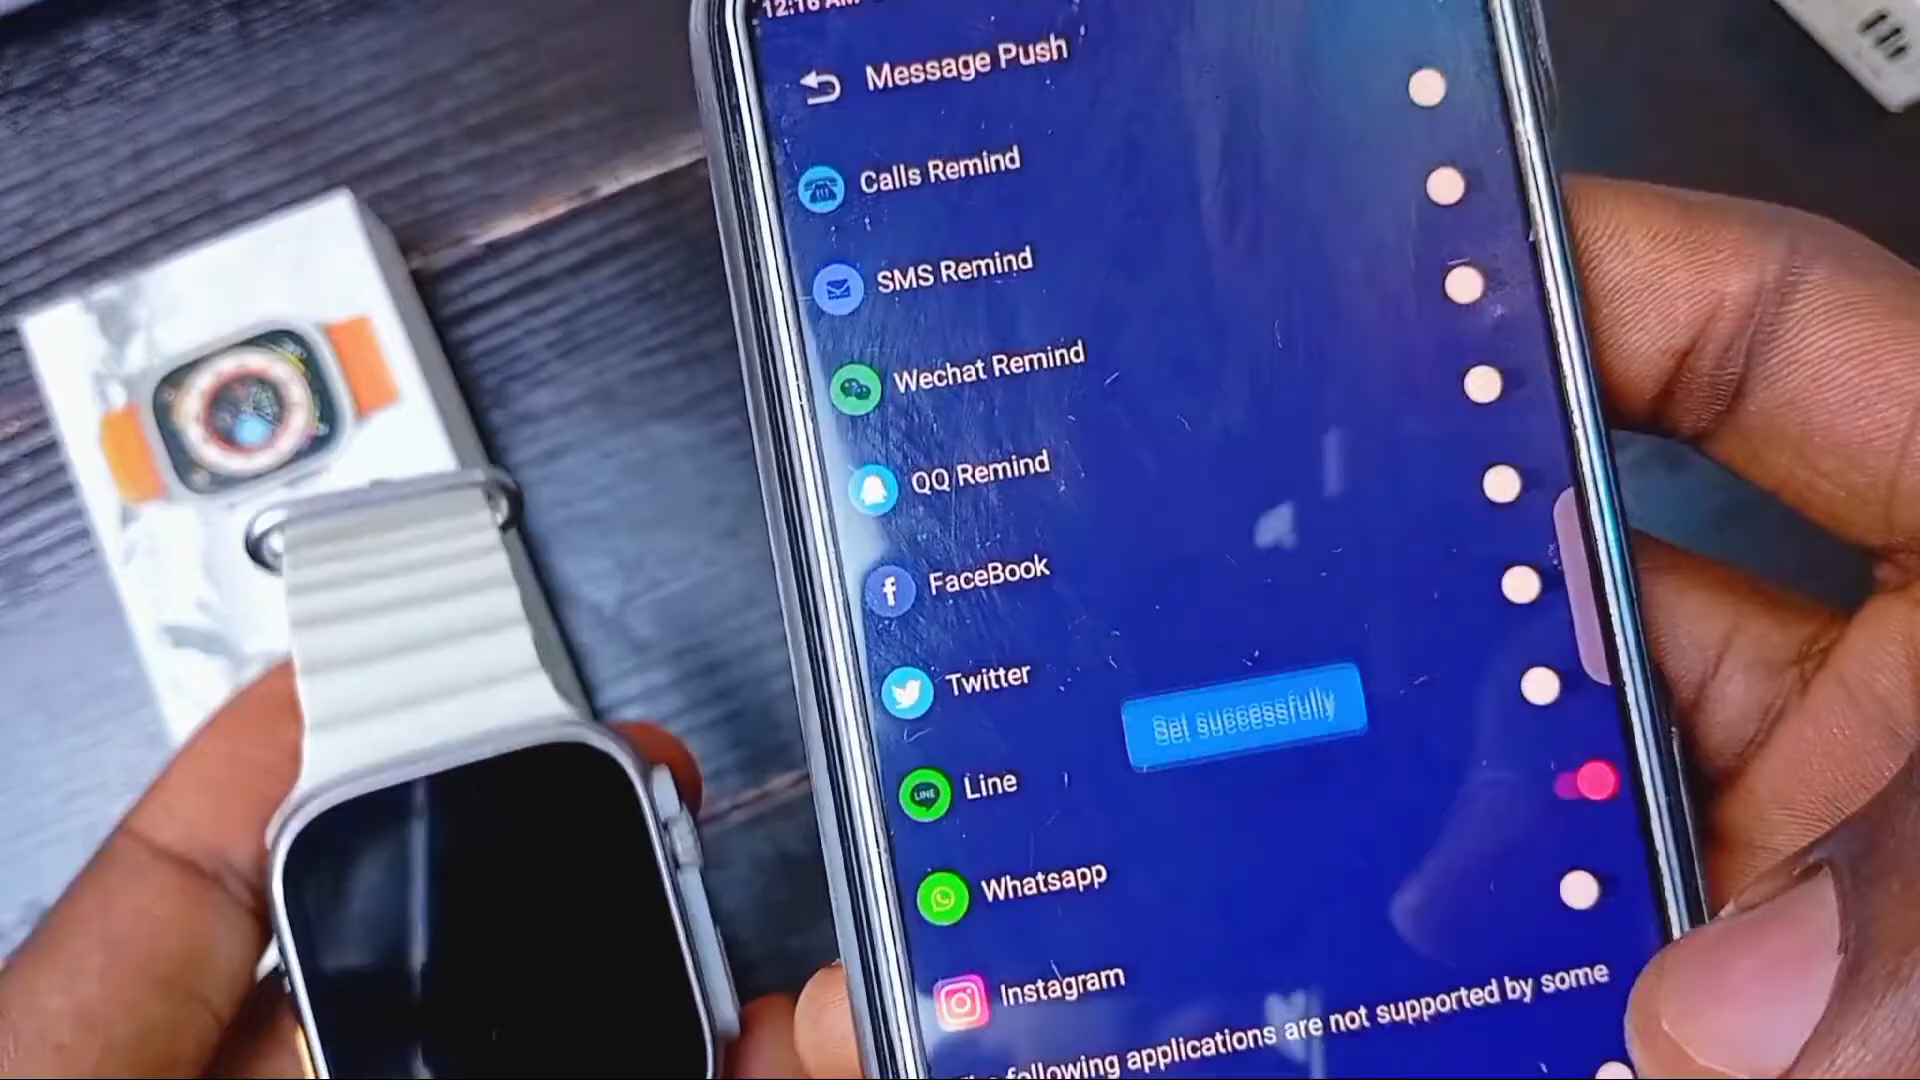 12:16 AM
Message Push
Calls Remind
SMS Remind
Wechat Remind
QQ Remind
FaceBook
Twitter
Set successfully
LINE
Line
Whatsapp
Instagram
following applications are not supported by some